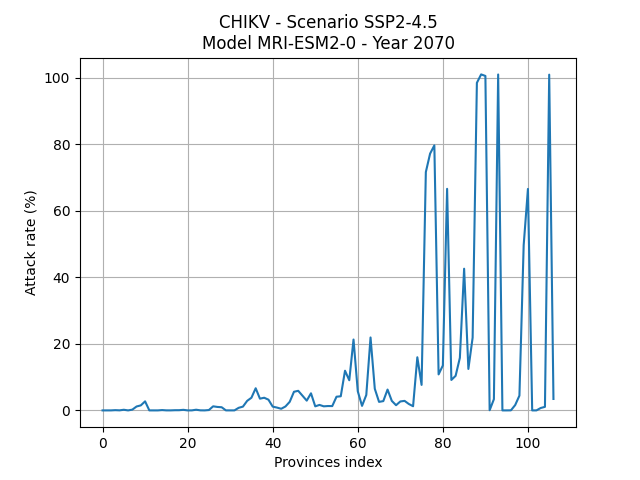 CHIKV - Scenario SSP2-4.5
Model MRI-ESM2-0 - Year 2070
100
80
60
40
20
0
Attack rate (%)
0 20 40 60 80 100
Provinces index